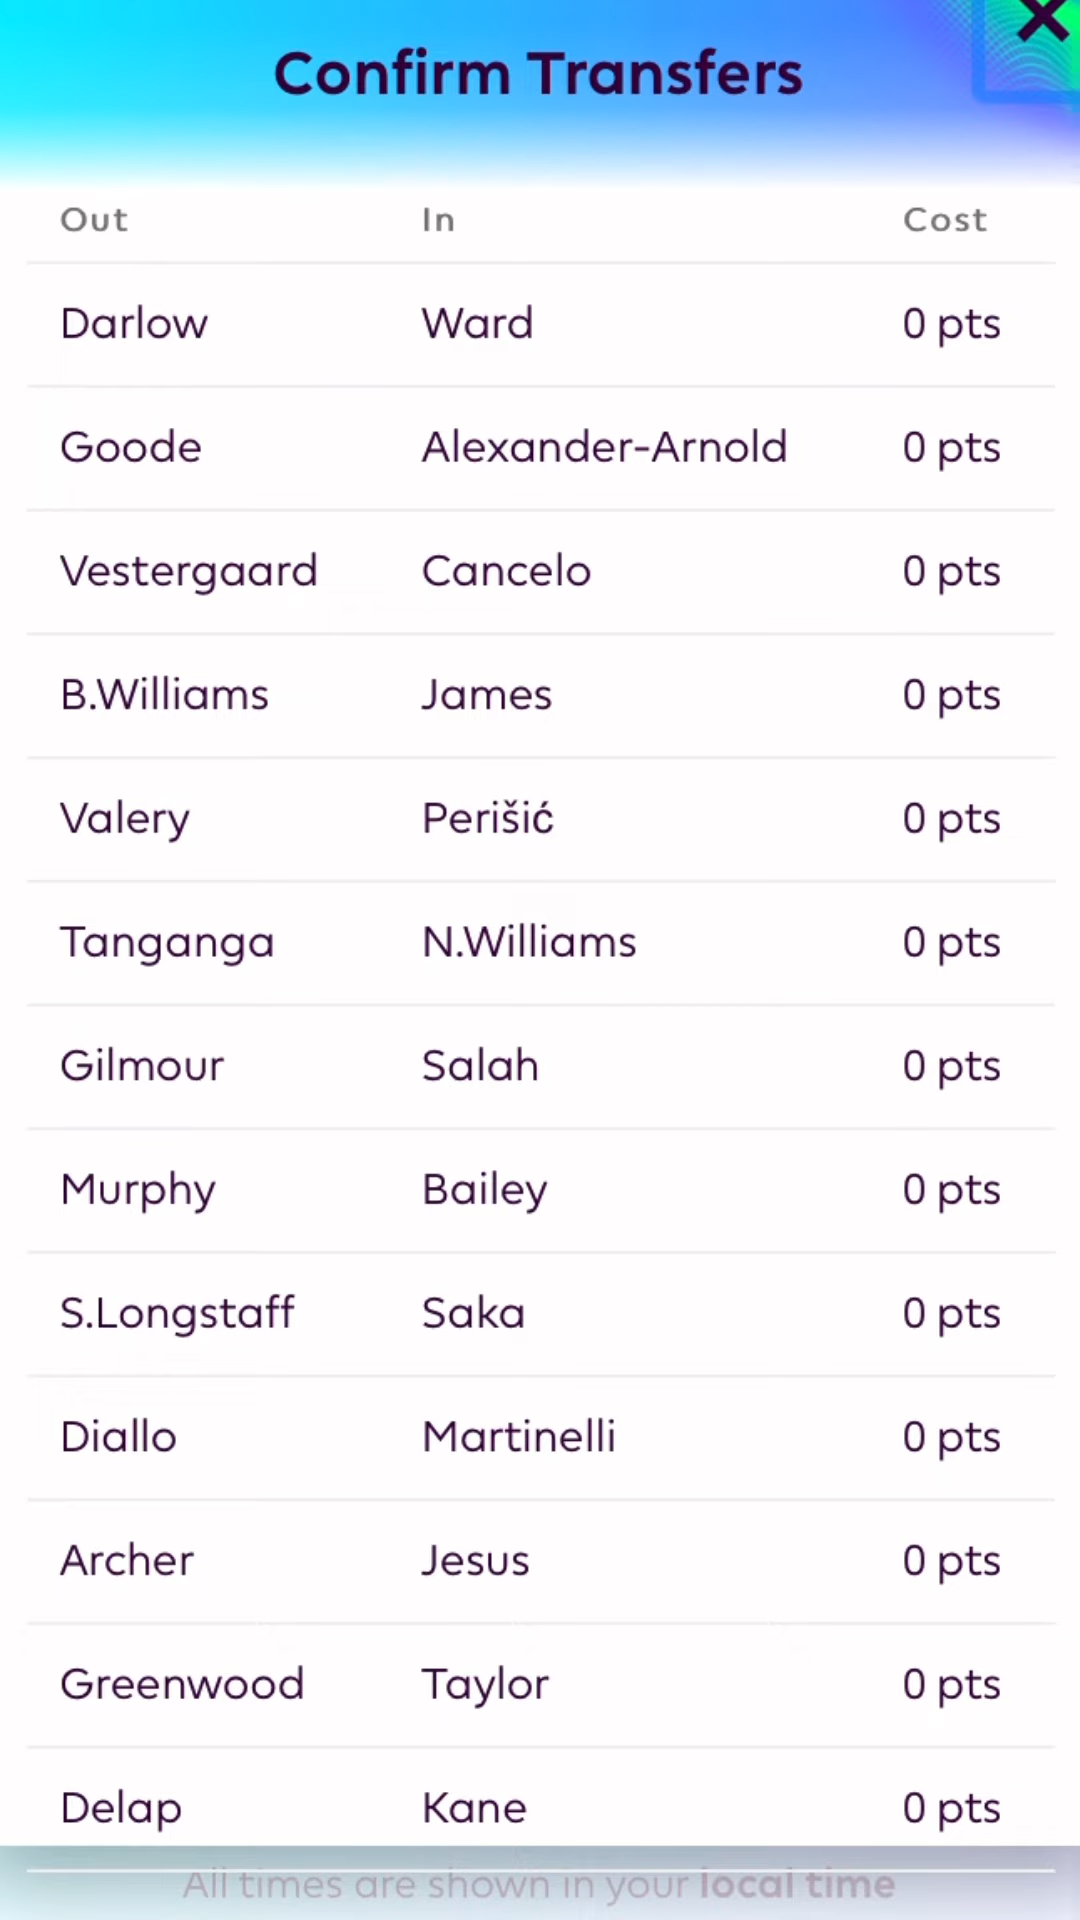 Confirm Transfers
Out In Cost
Darlow Ward 0 pts
Goode Alexander-Arnold 0 pts
Vestergaard Cancelo 0 pts
B.Williams James 0 pts
Valery Perišić 0 pts
Tanganga N.Williams 0 pts
Gilmour Salah 0 pts
Murphy Bailey 0 pts
S.Longstaff Saka 0 pts
Diallo Martinelli 0 pts
Archer Jesus 0 pts
Greenwood Taylor 0 pts
Delap Kane 0 pts
All times are shown in your local time